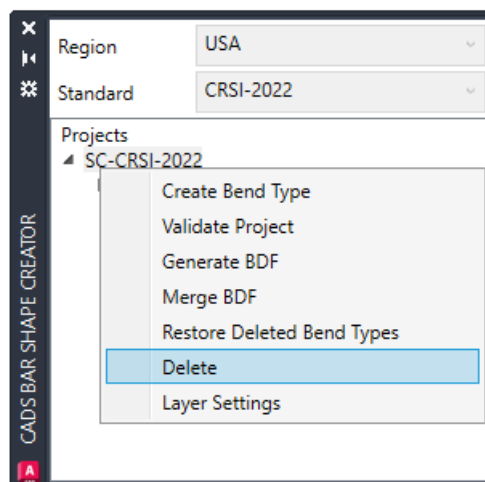 Region
USA
Standard
CRSI-2022
Projects
SC-CRSI-2022
Create Bend Type
Validate Project
Generate BDF
Merge BDF
Restore Deleted Bend Types
Delete
Layer Settings
CADS BAR SHAPE CREATOR
A